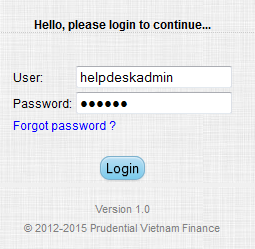 Hello, please login to continue...
User: helpdeskadmin
Password: ●●●●●●
Forgot password ?
Login
Version 1.0
© 2012-2015 Prudential Vietnam Finance